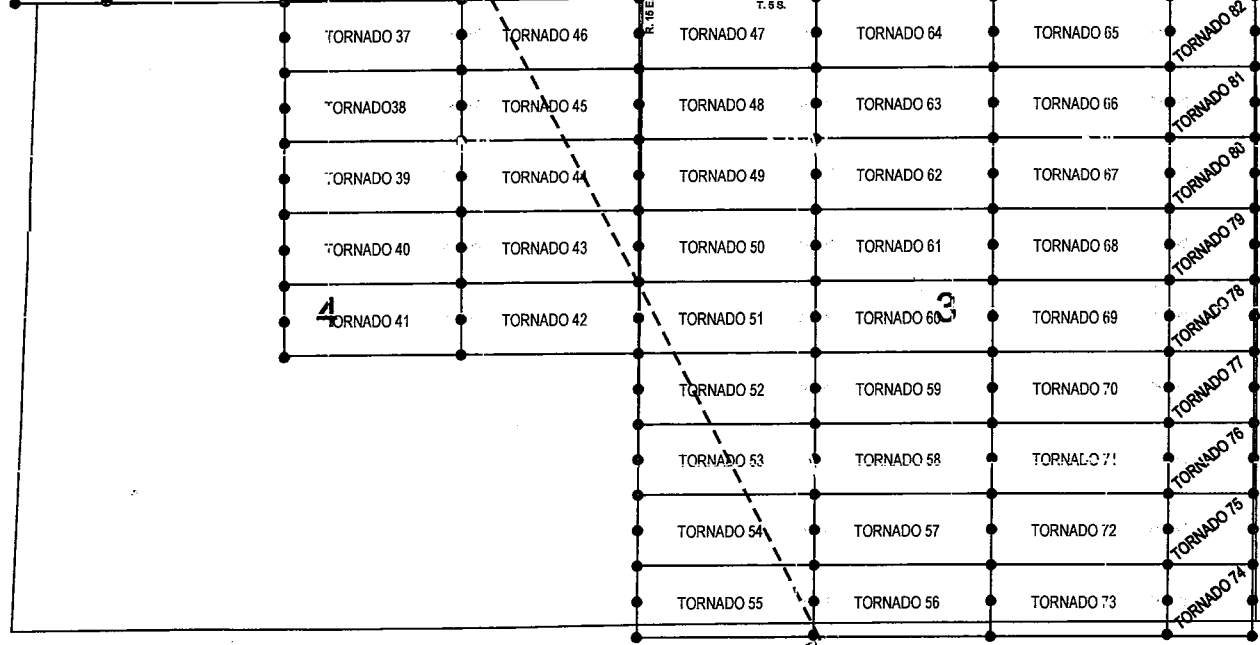 R. 15 E.
T. 5 S.
TORNADO 37 TORNADO 46 TORNADO 47 TORNADO 64 TORNADO 65 TORNADO 82
TORNADO38 TORNADO 45 TORNADO 48 TORNADO 63 TORNADO 66 TORNADO 81
TORNADO 39 TORNADO 44 TORNADO 49 TORNADO 62 TORNADO 67 TORNADO 80
TORNADO 40 TORNADO 43 TORNADO 50 TORNADO 61 TORNADO 68 TORNADO 79
4 3
TORNADO 41 TORNADO 42 TORNADO 51 TORNADO 60 TORNADO 69 TORNADO 78
TORNADO 52 TORNADO 59 TORNADO 70 TORNADO 77
TORNADO 53 TORNADO 58 TORNADO 71 TORNADO 76
TORNADO 54 TORNADO 57 TORNADO 72 TORNADO 75
TORNADO 55 TORNADO 56 TORNADO 73 TORNADO 74